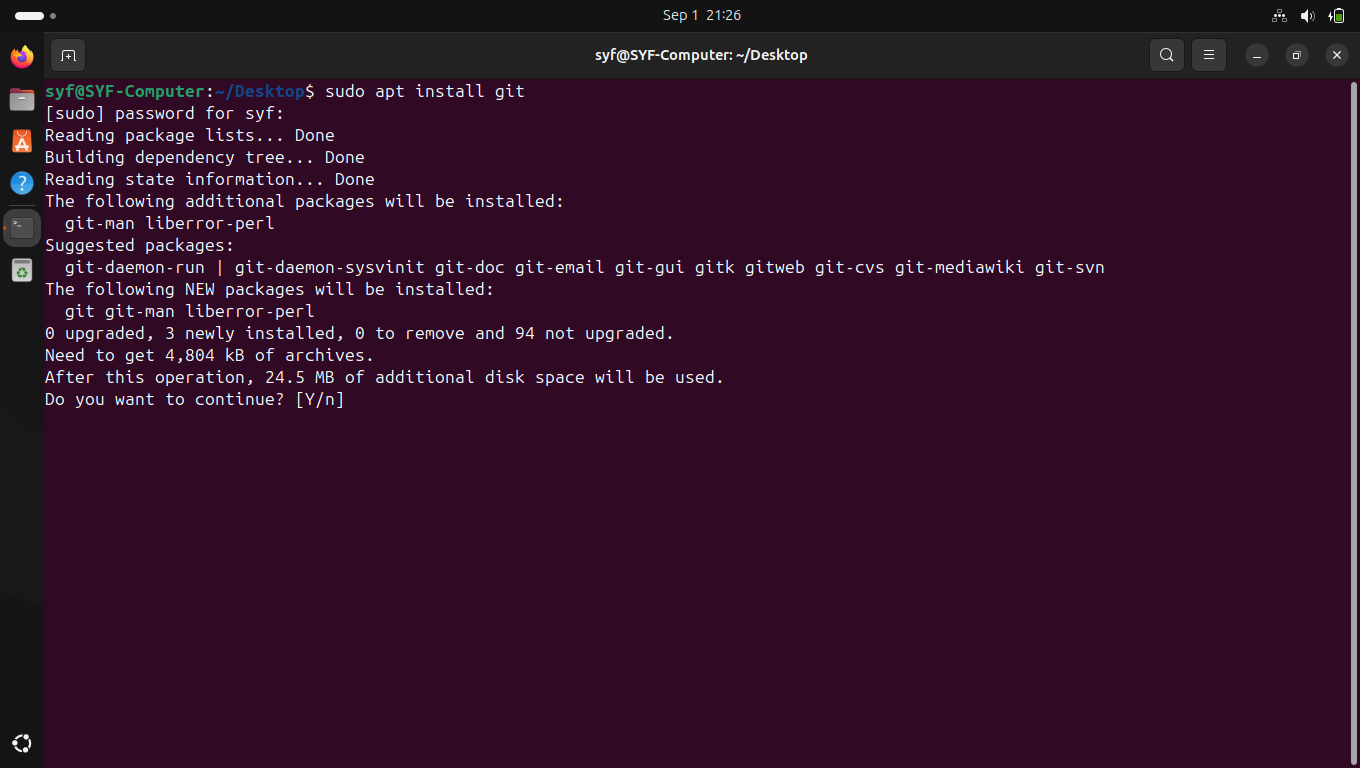 Sep 1 21:26
syf@SYF-Computer: ~/Desktop
syf@SYF-Computer:~/Desktop$ sudo apt install git
[sudo] password for syf:
Reading package lists... Done
Building dependency tree... Done
Reading state information... Done
The following additional packages will be installed:
  git-man liberror-perl
Suggested packages:
  git-daemon-run | git-daemon-sysvinit git-doc git-email git-gui gitk gitweb git-cvs git-mediawiki git-svn
The following NEW packages will be installed:
  git git-man liberror-perl
0 upgraded, 3 newly installed, 0 to remove and 94 not upgraded.
Need to get 4,804 kB of archives.
After this operation, 24.5 MB of additional disk space will be used.
Do you want to continue? [Y/n]